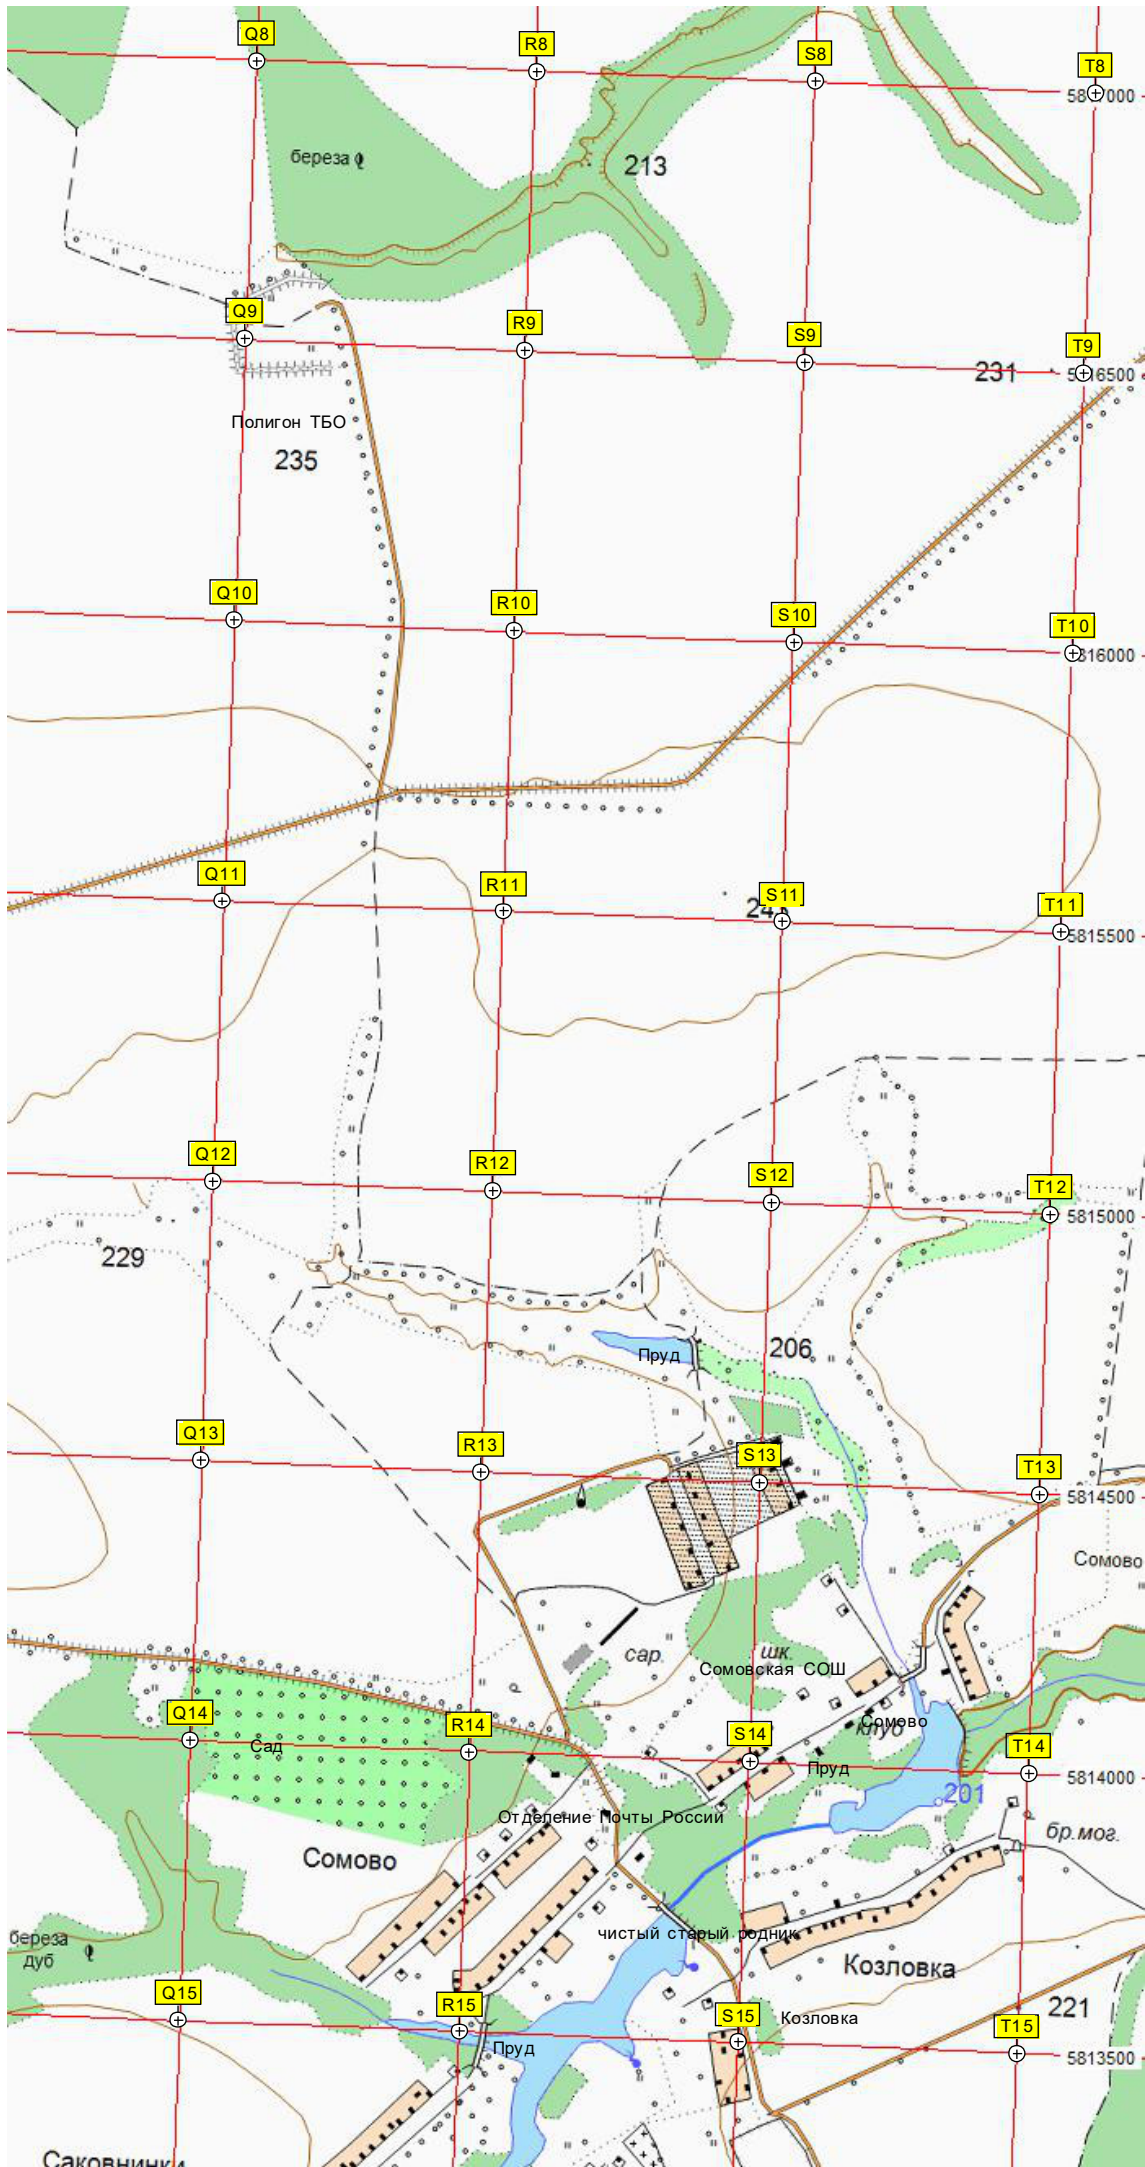 Q8
R8
S8
T8
5817000
береза
213
Q9
R9
S9
T9
231
5816500
Полигон ТБО
235
Q10
R10
S10
T10
5816000
Q11
R11
S11
T11
5815500
Q12
R12
S12
T12
5815000
229
206
Пруд
Q13
R13
S13
T13
5814500
Сомово
сар.
шк.
Сомовская СОШ
Q14
R14
S14
T14
Сомово
клуб
Сад
Пруд
5814000
201
Отделение Почты России
бр.мог.
Сомово
чистый старый родник
береза
дуб
Козловка
Q15
R15
S15
T15
221
Козловка
Пруд
5813500
Саковнинки